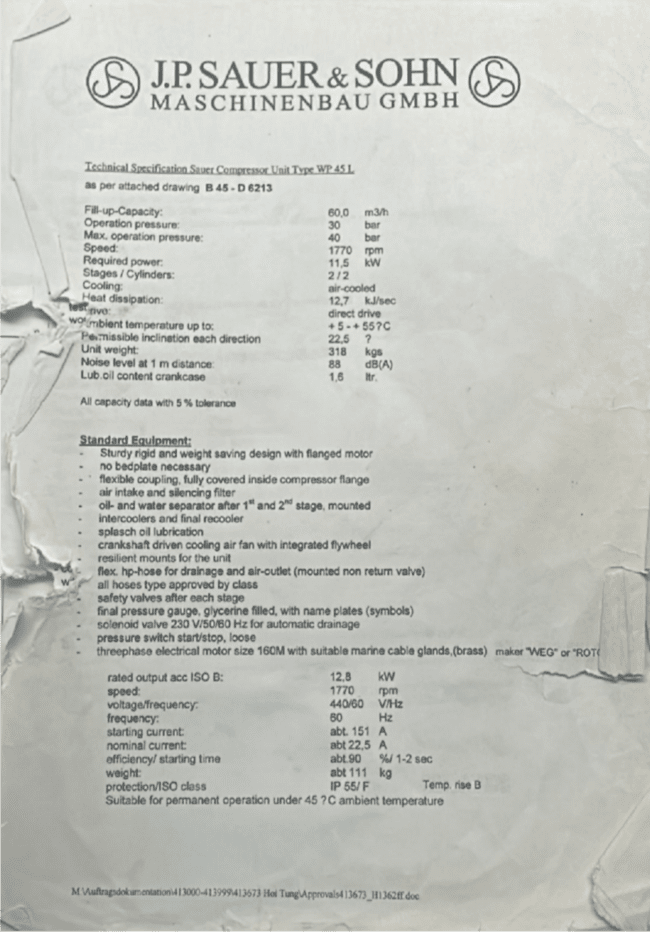 J.P. SAUER & SOHN
MASCHINENBAU GMBH
Technical Specification Sauer Compressor Unit Type WP 45 L
as per attached drawing B 45 - D 6213
Fill-up-Capacity: 60,0 m3/h
Operation pressure: 30 bar
Max. operation pressure: 40 bar
Speed: 1770 rpm
Required power: 11,5 kW
Stages / Cylinders: 2 / 2
Cooling: air-cooled
Heat dissipation: 12,7 kJ/sec
direct drive
ambient temperature up to: + 5 - + 55?C
Permissible inclination each direction 22,5 ?
Unit weight: 318 kgs
Noise level at 1 m distance: 88 dB(A)
Lub.oil content crankcase 1,6 ltr.
All capacity data with 5 % tolerance
Standard Equipment:
- Sturdy rigid and weight saving design with flanged motor
- no bedplate necessary
- flexible coupling, fully covered inside compressor flange
- air intake and silencing filter
- oil- and water separator after 1st and 2nd stage, mounted
- intercoolers and final recooler
- splasch oil lubrication
- crankshaft driven cooling air fan with integrated flywheel
- resilient mounts for the unit
- flex. hp-hose for drainage and air-outlet (mounted non return valve)
- all hoses type approved by class
- safety valves after each stage
- final pressure gauge, glycerine filled, with name plates (symbols)
- solenoid valve 230 V/50/60 Hz for automatic drainage
- pressure switch start/stop, loose
- threephase electrical motor size 160M with suitable marine cable glands,(brass) maker "WEG" or "ROT
rated output acc ISO B: 12,8 kW
speed: 1770 rpm
voltage/frequency: 440/60 V/Hz
frequency: 60 Hz
starting current: abt. 151 A
nominal current: abt 22,5 A
efficiency/ starting time abt.90 %/ 1-2 sec
weight: abt 111 kg
protection/ISO class IP 55/ F Temp. rise B
Suitable for permanent operation under 45 ?C ambient temperature
M:\Auftragsdokumentation\413000-413999\413673 Hoi Tung\Approvals\413673_H1362ff.doc